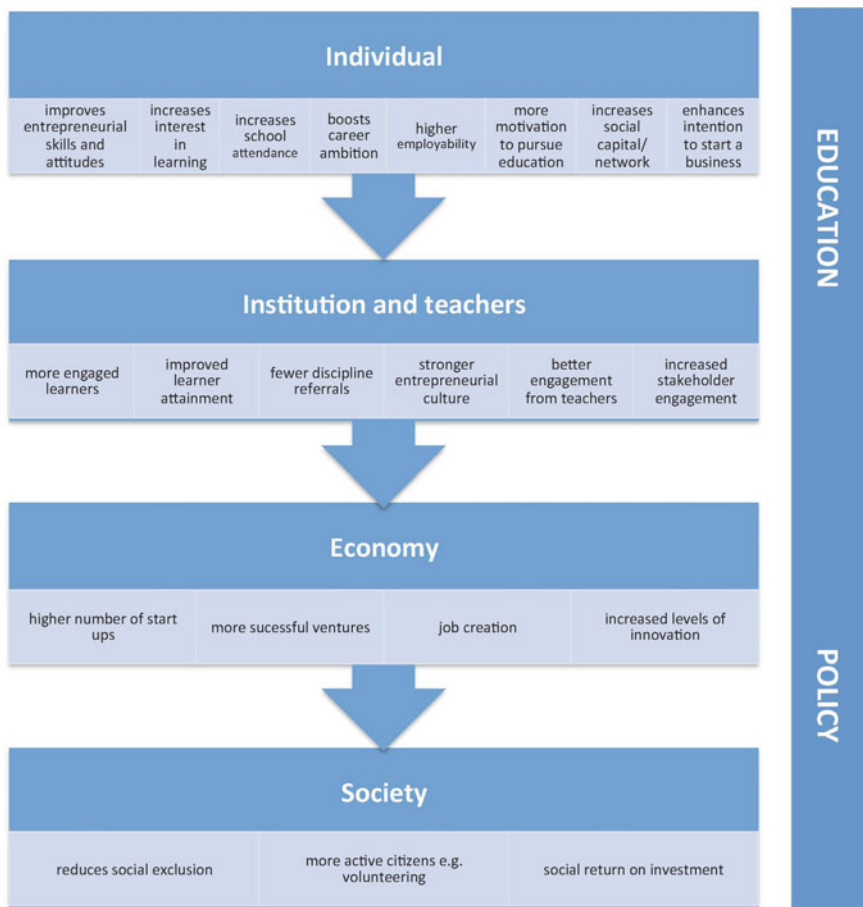 Individual
improves
entrepreneurial
skills and
attitudes
increases
interest
in
learning
increases
school
attendance
boosts
career
ambition
higher
employability
more
motivation
to pursue
education
increases
social
capital/
network
enhances
intention
to start a
business
Institution and teachers
more engaged
learners
improved
learner
attainment
fewer discipline
referrals
stronger
entrepreneurial
culture
better
engagement
from teachers
increased
stakeholder
engagement
Economy
higher number of start
ups
more sucessful ventures
job creation
increased levels of
innovation
Society
reduces social exclusion
more active citizens e.g.
volunteering
social return on investment
EDUCATION
POLICY